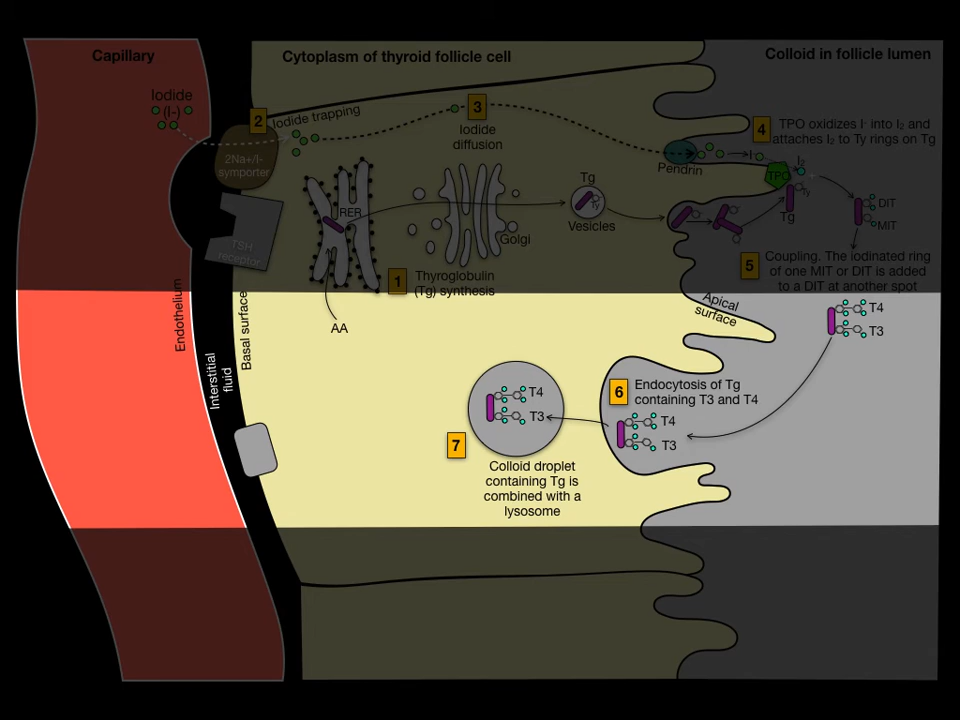 Capillary
Cytoplasm of thyroid follicle cell
Colloid in follicle lumen
Iodide
(I-)
2
Iodide trapping
3
Iodide
diffusion
4
TPO oxidizes I- into I2 and
attaches I2 to Ty rings on Tg
2Na+/I-
symporter
Pendrin
I-
I2
TPO
Ty
Tg
DIT
MIT
RER
Golgi
Tg
Ty
Vesicles
TSH
receptor
1
Thyroglobulin
(Tg) synthesis
5
Coupling. The iodinated ring
of one MIT or DIT is added
to a DIT at another spot
Endothelium
Interstitial
fluid
Basal surface
AA
Apical
surface
T4
T3
6
Endocytosis of Tg
containing T3 and T4
T4
T3
T4
T3
7
Colloid droplet
containing Tg is
combined with a
lysosome